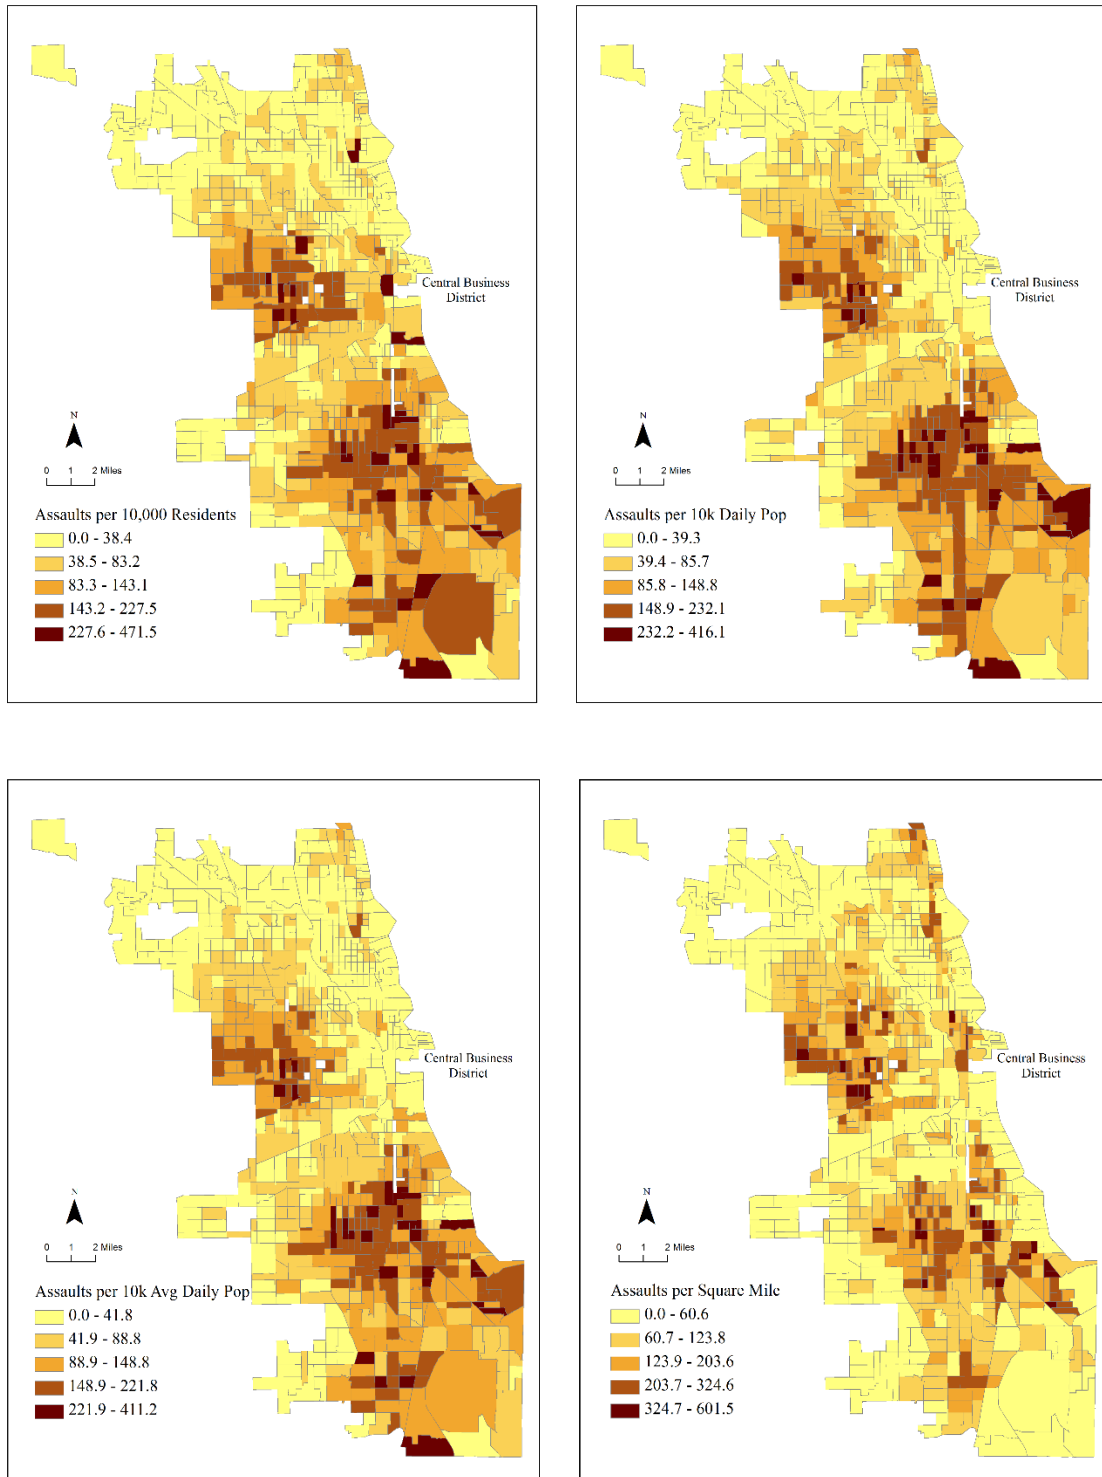 Central Business
District
N
0 1 2 Miles
Assaults per 10,000 Residents
0.0 - 38.4
38.5 - 83.2
83.3 - 143.1
143.2 - 227.5
227.6 - 471.5
Central Business
District
N
0 1 2 Miles
Assaults per 10k Daily Pop
0.0 - 39.3
39.4 - 85.7
85.8 - 148.8
148.9 - 232.1
232.2 - 416.1
Central Business
District
N
0 1 2 Miles
Assaults per 10k Avg Daily Pop
0.0 - 41.8
41.9 - 88.8
88.9 - 148.8
148.9 - 221.8
221.9 - 411.2
Central Business
District
N
0 1 2 Miles
Assaults per Square Mile
0.0 - 60.6
60.7 - 123.8
123.9 - 203.6
203.7 - 324.6
324.7 - 601.5